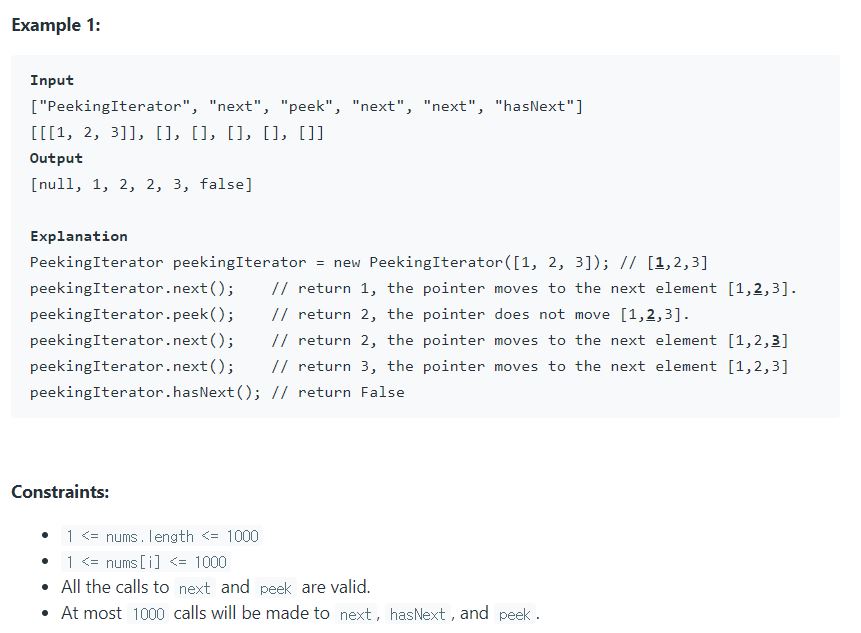 Example 1:
Input
["PeekingIterator", "next", "peek", "next", "next", "hasNext"]
[[[1, 2, 3]], [], [], [], [], []]
Output
[null, 1, 2, 2, 3, false]
Explanation
PeekingIterator peekingIterator = new PeekingIterator([1, 2, 3]); // [1,2,3]
peekingIterator.next();    // return 1, the pointer moves to the next element [1,2,3].
peekingIterator.peek();    // return 2, the pointer does not move [1,2,3].
peekingIterator.next();    // return 2, the pointer moves to the next element [1,2,3]
peekingIterator.next();    // return 3, the pointer moves to the next element [1,2,3]
peekingIterator.hasNext(); // return False
Constraints:
• 1 <= nums.length <= 1000
• 1 <= nums[i] <= 1000
• All the calls to next and peek are valid.
• At most 1000 calls will be made to next, hasNext, and peek.